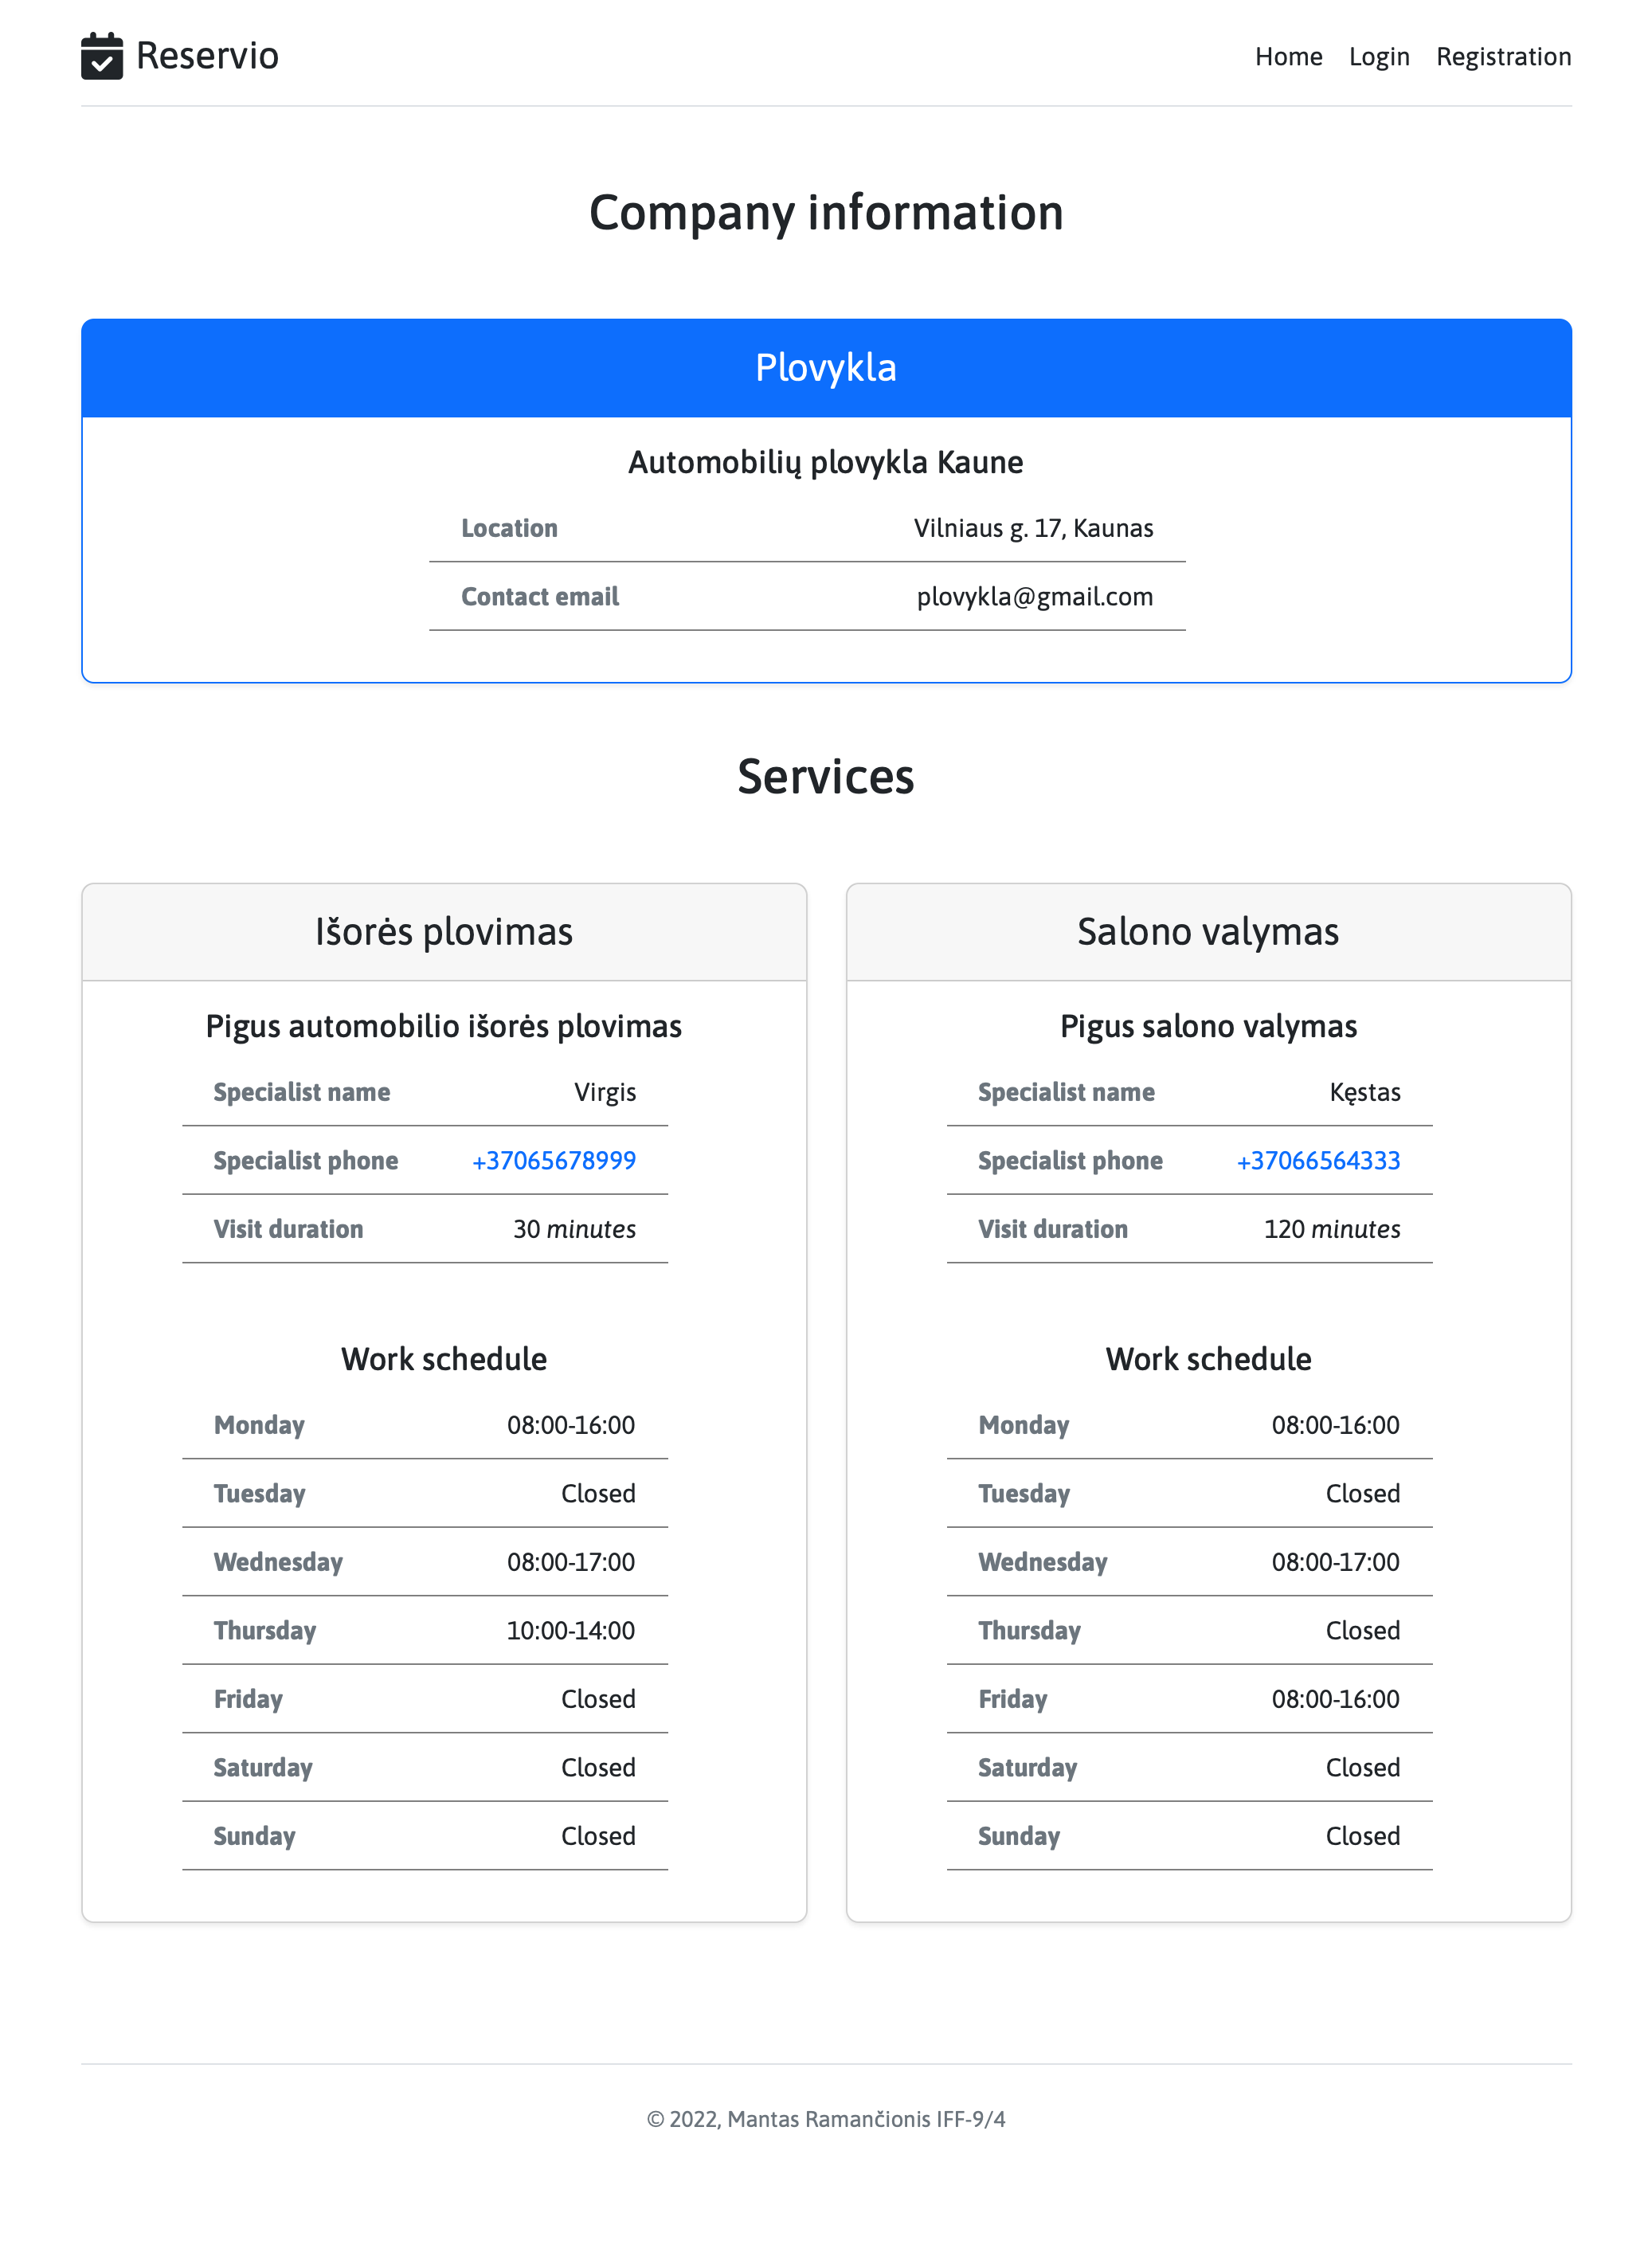 Reservio
Home Login Registration
Company information
Plovykla
Automobilių plovykla Kaune
Location Vilniaus g. 17, Kaunas
Contact email plovykla@gmail.com
Services
Išorės plovimas
Pigus automobilio išorės plovimas
Specialist name Virgis
Specialist phone +37065678999
Visit duration 30 minutes
Work schedule
Monday 08:00-16:00
Tuesday Closed
Wednesday 08:00-17:00
Thursday 10:00-14:00
Friday Closed
Saturday Closed
Sunday Closed
Salono valymas
Pigus salono valymas
Specialist name Kęstas
Specialist phone +37066564333
Visit duration 120 minutes
Work schedule
Monday 08:00-16:00
Tuesday Closed
Wednesday 08:00-17:00
Thursday Closed
Friday 08:00-16:00
Saturday Closed
Sunday Closed
© 2022, Mantas Ramančionis IFF-9/4